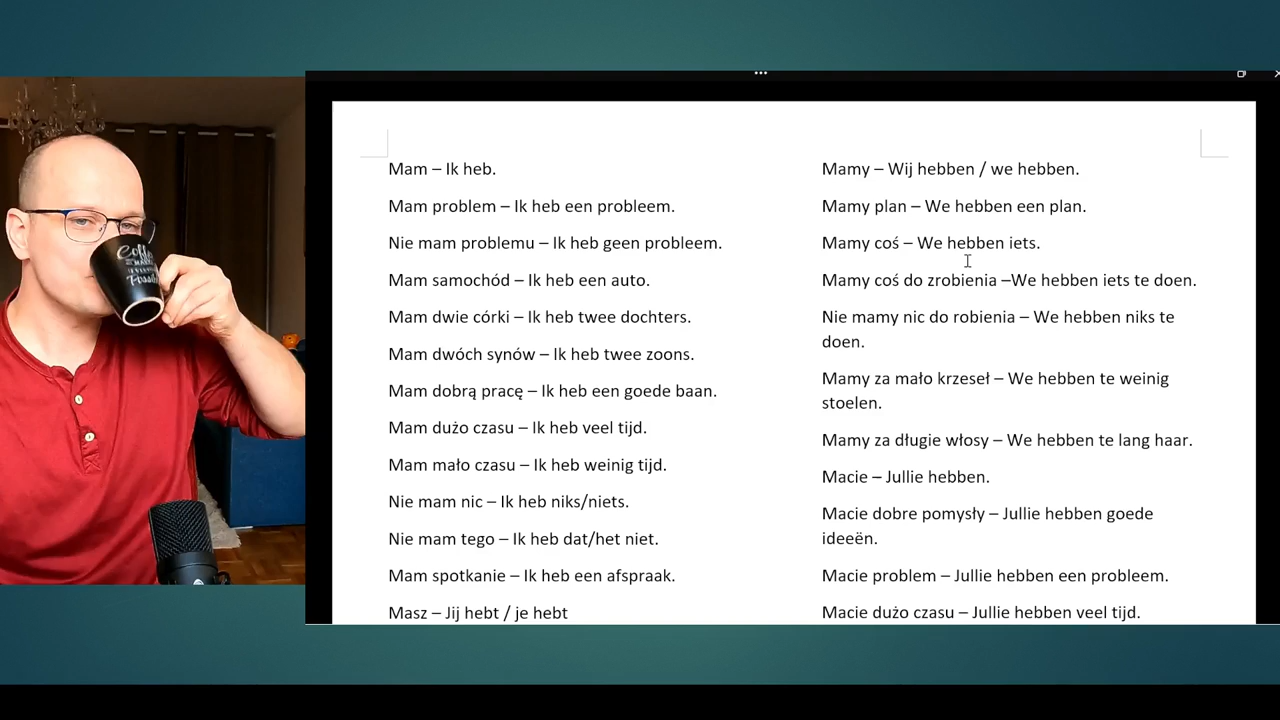 Mam – Ik heb.
Mam problem – Ik heb een probleem.
Nie mam problemu – Ik heb geen probleem.
Mam samochód – Ik heb een auto.
Mam dwie córki – Ik heb twee dochters.
Mam dwóch synów – Ik heb twee zoons.
Mam dobrą pracę – Ik heb een goede baan.
Mam dużo czasu – Ik heb veel tijd.
Mam mało czasu – Ik heb weinig tijd.
Nie mam nic – Ik heb niks/niets.
Nie mam tego – Ik heb dat/het niet.
Mam spotkanie – Ik heb een afspraak.
Masz – Jij hebt / je hebt
Mamy – Wij hebben / we hebben.
Mamy plan – We hebben een plan.
Mamy coś – We hebben iets.
Mamy coś do zrobienia –We hebben iets te doen.
Nie mamy nic do robienia – We hebben niks te
doen.
Mamy za mało krzeseł – We hebben te weinig
stoelen.
Mamy za długie włosy – We hebben te lang haar.
Macie – Jullie hebben.
Macie dobre pomysły – Jullie hebben goede
ideeën.
Macie problem – Jullie hebben een probleem.
Macie dużo czasu – Jullie hebben veel tijd.
Coffee